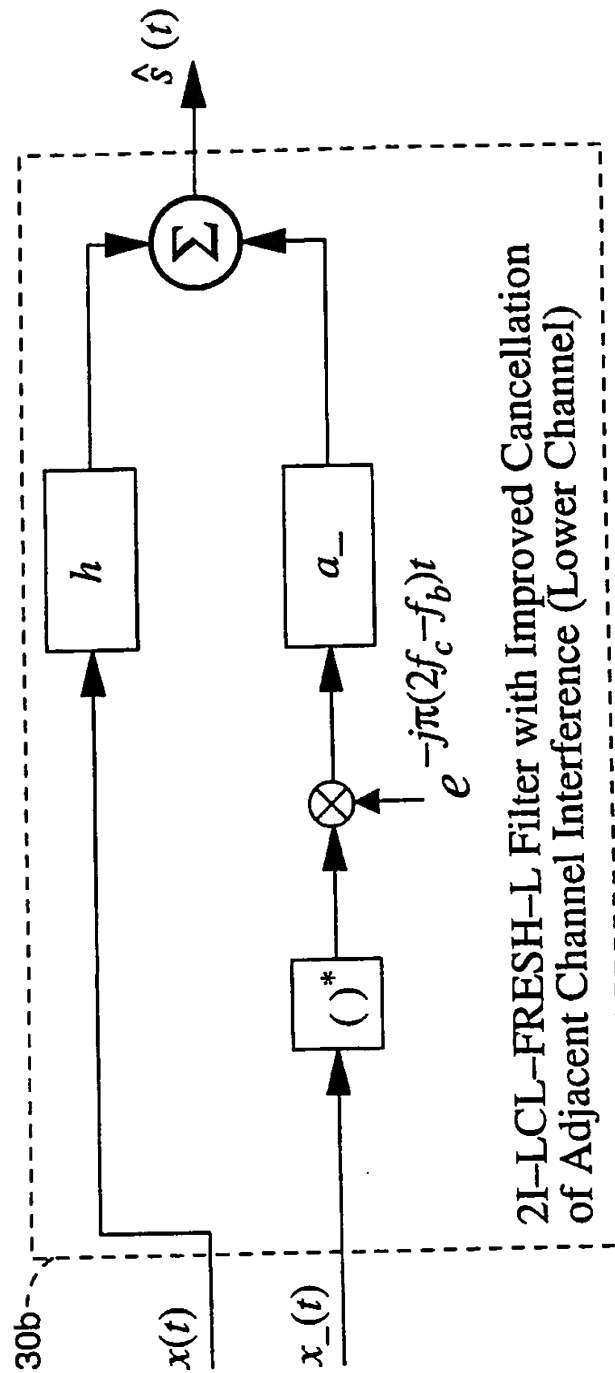 30b
x(t)
x_(t)
h
( )*
e^{-jπ(2f_c-f_b)t}
a_
Σ
ŝ (t)
2I–LCL–FRESH–L Filter with Improved Cancellation
of Adjacent Channel Interference (Lower Channel)